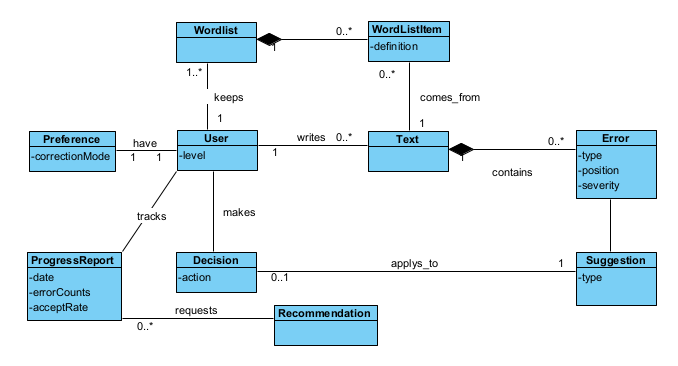 Wordlist
1
0..*
WordListItem
-definition
1..*
0..*
keeps
comes_from
1
1
Preference
-correctionMode
have
1
1
User
-level
writes
1
0..*
Text
1
contains
0..*
Error
-type
-position
-severity
tracks
makes
ProgressReport
-date
-errorCounts
-acceptRate
Decision
-action
applys_to
0..1
1
Suggestion
-type
requests
0..*
Recommendation